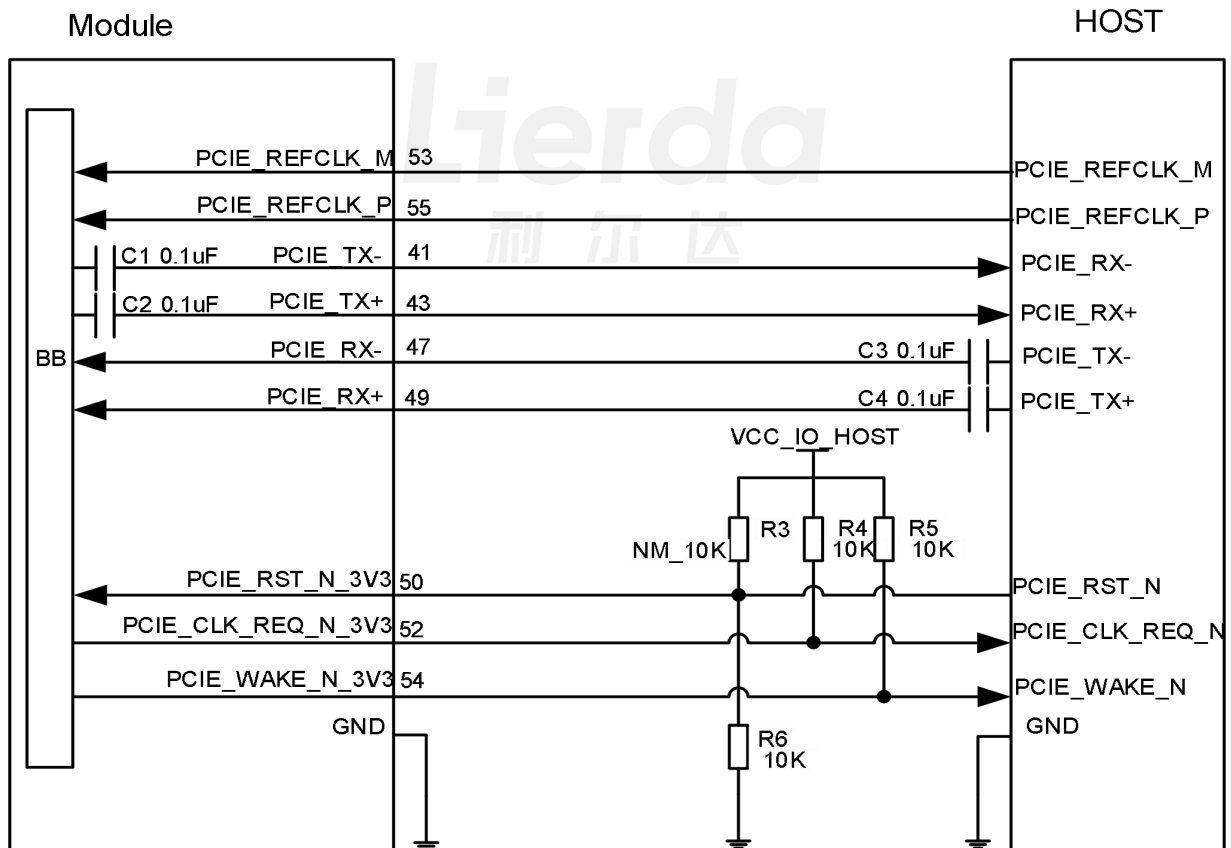 Module
HOST
Lierda
利尔达
PCIE_REFCLK_M 53
PCIE_REFCLK_M
PCIE_REFCLK_P 55
PCIE_REFCLK_P
C1 0.1uF
PCIE_TX- 41
PCIE_RX-
C2 0.1uF
PCIE_TX+ 43
PCIE_RX+
BB
PCIE_RX- 47
C3 0.1uF
PCIE_TX-
PCIE_RX+ 49
C4 0.1uF
PCIE_TX+
VCC_IO_HOST
R3
NM_10K
R4
10K
R5
10K
PCIE_RST_N_3V3 50
PCIE_RST_N
PCIE_CLK_REQ_N_3V3 52
PCIE_CLK_REQ_N
PCIE_WAKE_N_3V3 54
PCIE_WAKE_N
GND
GND
R6
10K